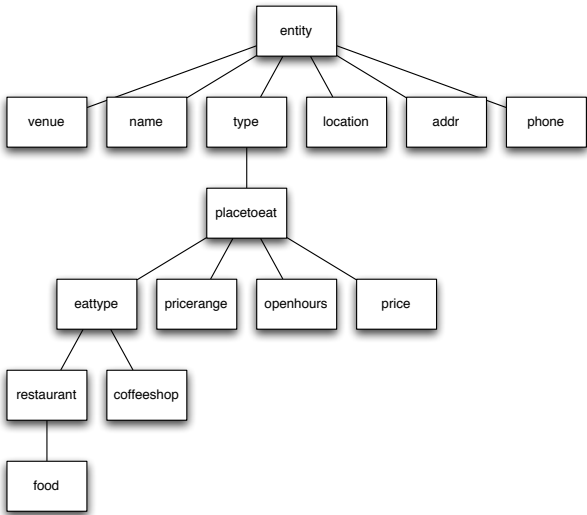 entity
venue
name
type
location
addr
phone
placetoeat
eattype
pricerange
openhours
price
restaurant
coffeeshop
food